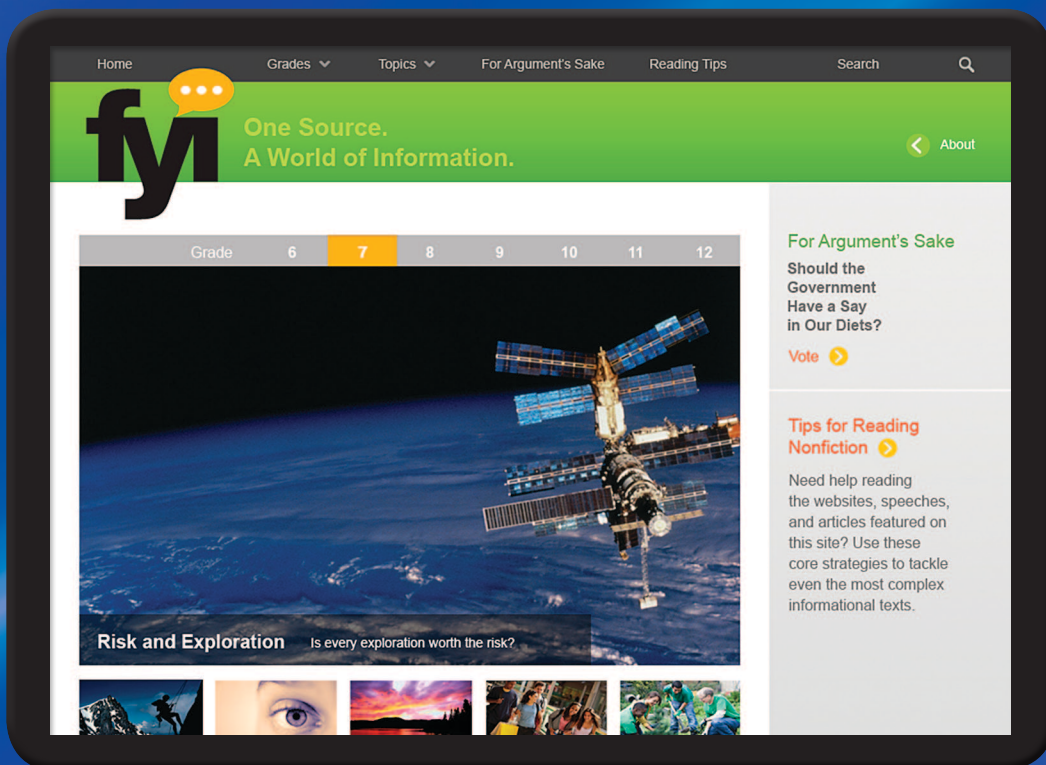 Home Grades Topics For Argument's Sake Reading Tips Search
fyi
One Source.
A World of Information.
About
Grade 6 7 8 9 10 11 12
Risk and Exploration Is every exploration worth the risk?
For Argument's Sake
Should the
Government
Have a Say
in Our Diets?
Vote
Tips for Reading
Nonfiction
Need help reading
the websites, speeches,
and articles featured on
this site? Use these
core strategies to tackle
even the most complex
informational texts.